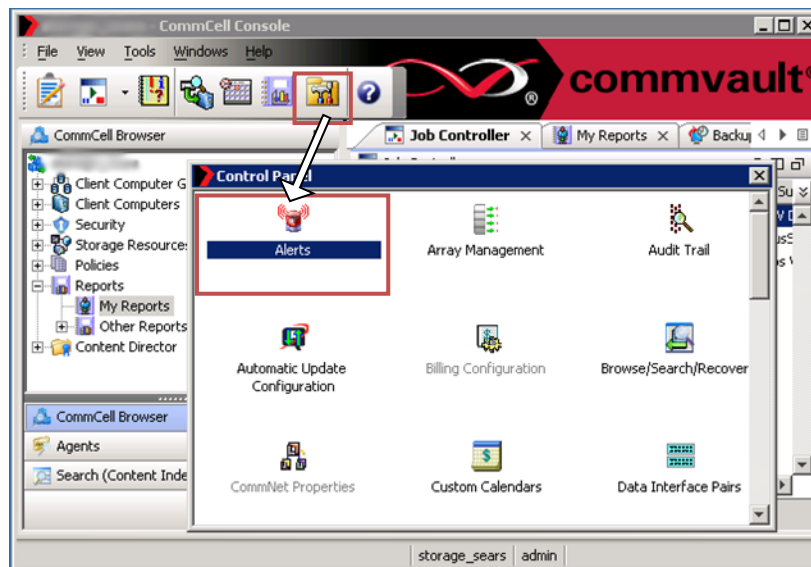 CommCell Console
File View Tools Windows Help
commvault®
CommCell Browser
Job Controller
My Reports
Backup
Control Panel
Client Computer G
Client Computers
Security
Storage Resources
Policies
Reports
My Reports
Other Reports
Content Director
Su
Alerts
Array Management
Audit Trail
Automatic Update
Configuration
Billing Configuration
Browse/Search/Recover
CommNet Properties
Custom Calendars
Data Interface Pairs
CommCell Browser
Agents
Search (Content Inde
storage_sears admin